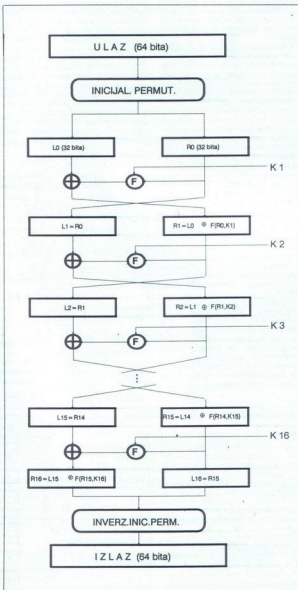 U L A Z (64 bita)
INICIJAL. PERMUT.
L0 (32 bita)
R0 (32 bita)
K 1
F
L1 = R0
R1 = L0 ⊕ F(R0,K1)
K 2
F
L2 = R1
R2 = L1 ⊕ F(R1,K2)
K 3
F
L15 = R14
R15 = L14 ⊕ F(R14,K15)
K 16
F
R16 = L15 ⊕ F(R15,K16)
L16 = R15
INVERZ.INIC.PERM.
I Z L A Z (64 bita)